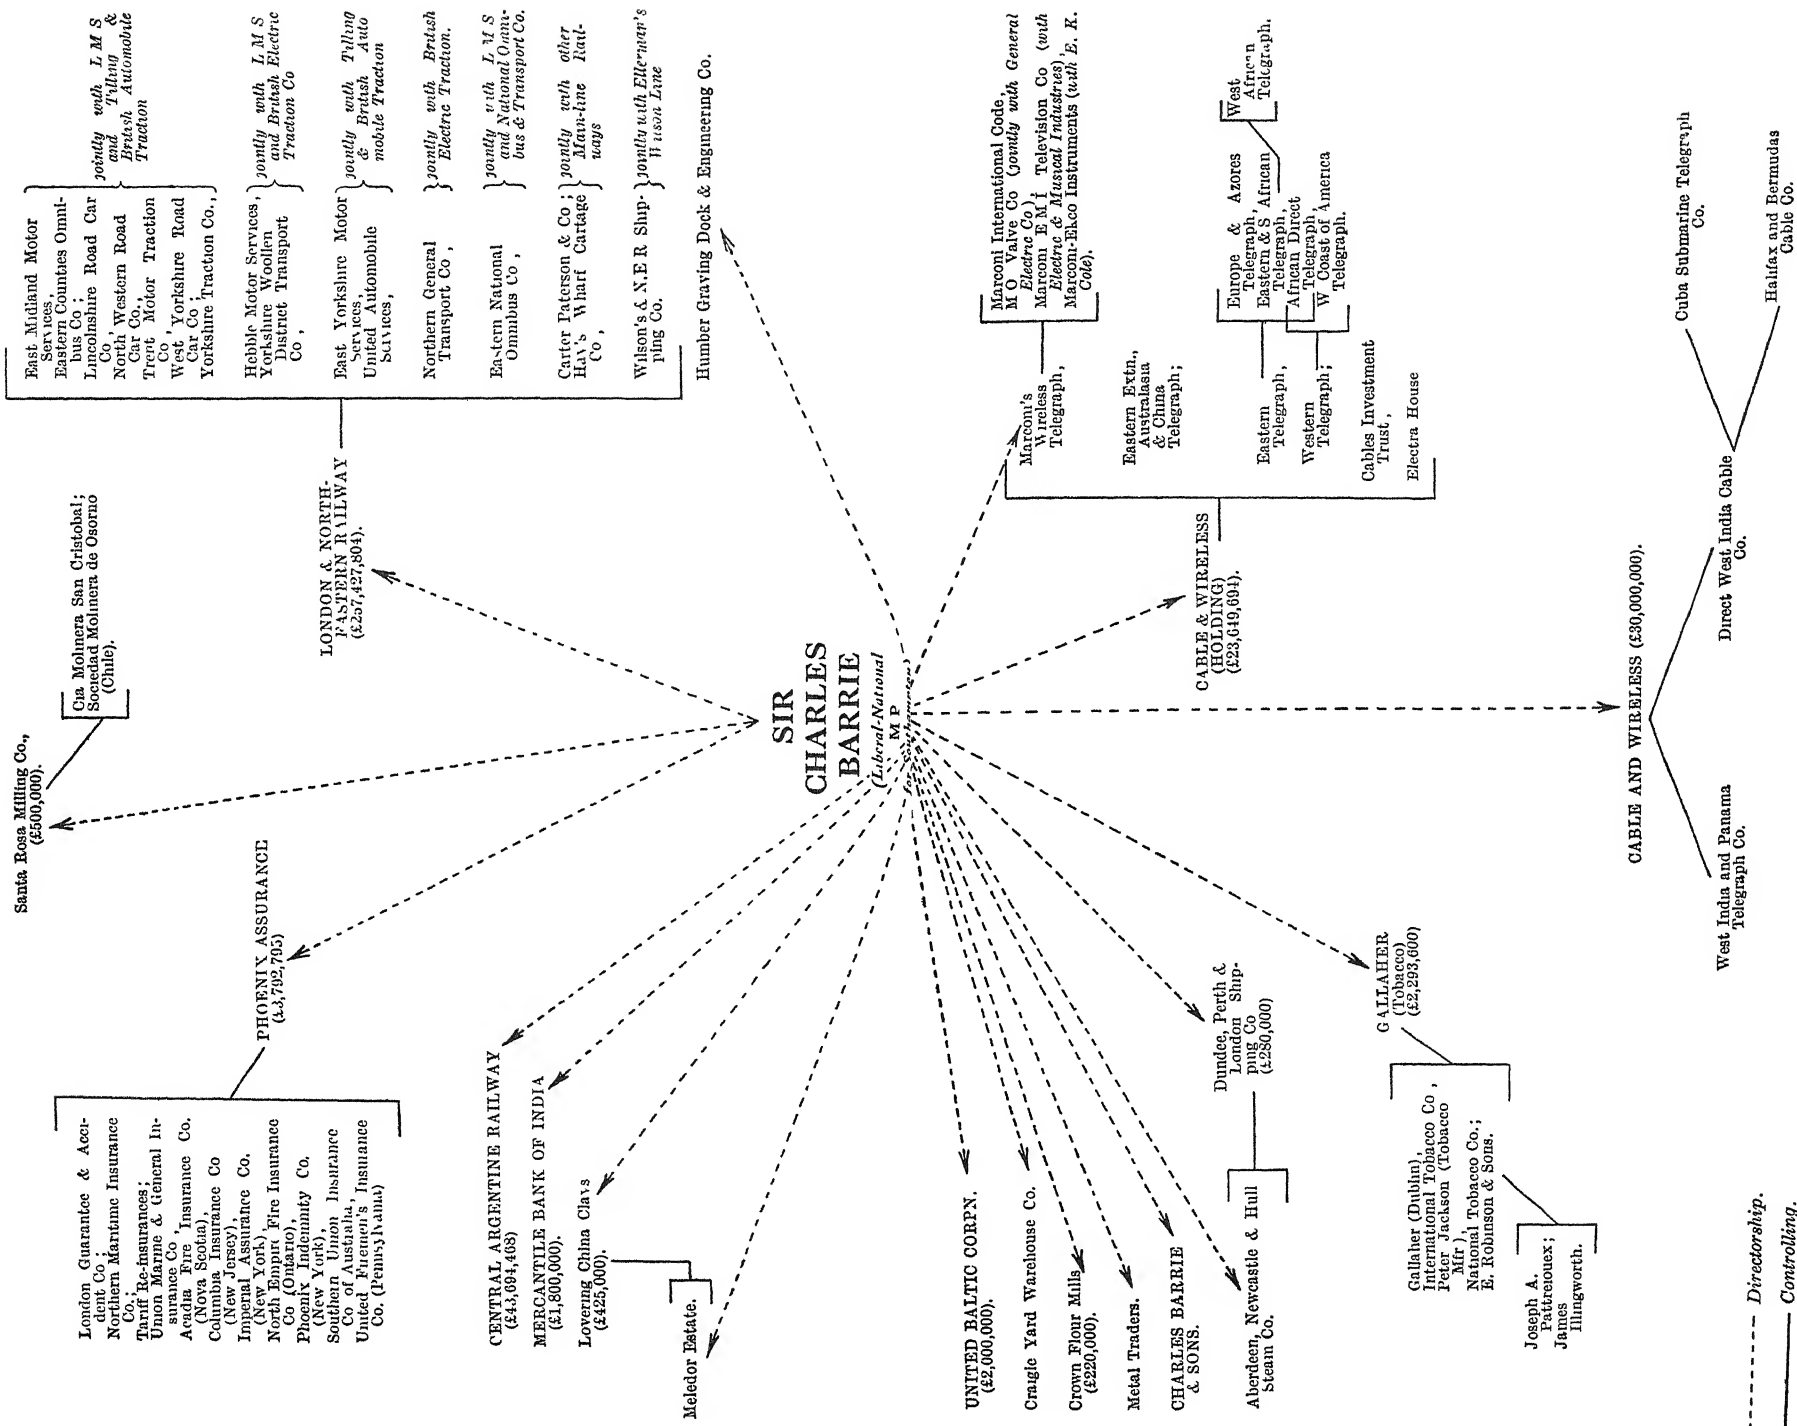 Santa Rosa Milling Co.,
(£500,000).
Cia Molinera San Cristobal;
Sociedad Molinera de Osorno
(Chile).
LONDON & NORTH-
EASTERN RAILWAY
(£257,427,804).
East Midland Motor
Services,
Eastern Counties Omni-
bus Co;
Lincolnshire Road Car
Co,
North Western Road
Car Co.,
Trent Motor Traction
Co,
West Yorkshire Road
Car Co;
Yorkshire Traction Co.,
jointly with L M S
and Tilling &
British Automobile
Traction
Hebble Motor Services,
Yorkshire Woollen
District Transport
Co,
jointly with L M S
and British Electric
Traction Co
East Yorkshire Motor
Services,
United Automobile
Services,
jointly with Tilling
& British Auto
mobile Traction
Northern General
Transport Co,
jointly with British
Electric Traction.
Eastern National
Omnibus Co,
jointly with L M S
and National Omni-
bus & Transport Co.
Carter Paterson & Co;
Hay's Wharf Cartage
Co,
jointly with other
Main-line Rail-
ways
Wilson's & N.E R Ship-
ping Co.
jointly with Ellerman's
Wilson Line
Humber Graving Dock & Engineering Co.
PHOENIX ASSURANCE
(£3,792,795)
London Guarantee & Acci-
dent Co;
Northern Maritime Insurance
Co.;
Tariff Re-insurances;
Union Marine & General In-
surance Co,
Acadia Fire Insurance Co.
(Nova Scotia),
Columbia Insurance Co
(New Jersey),
Imperial Assurance Co.
(New York),
North Empire Fire Insurance
Co (Ontario),
Phoenix Indemnity Co.
(New York),
Southern Union Insurance
Co of Australia,
United Firemen's Insurance
Co. (Pennsylvania)
SIR
CHARLES
BARRIE
(Liberal-National
M P
for Southampton)
CENTRAL ARGENTINE RAILWAY
(£43,694,468)
MERCANTILE BANK OF INDIA
(£1,800,000).
Lovering China Clays
(£425,000).
Meledor Estate.
UNITED BALTIC CORPN.
(£2,000,000).
Craigie Yard Warehouse Co.
Crown Flour Mills
(£220,000).
Metal Traders.
CHARLES BARRIE
& SONS.
Aberdeen, Newcastle & Hull
Steam Co.
Dundee, Perth &
London Ship-
ping Co
(£280,000)
GALLAHER
(Tobacco)
(£2,293,600)
Gallaher (Dublin),
International Tobacco Co,
Peter Jackson (Tobacco
Mfr),
National Tobacco Co.;
E. Robinson & Sons.
Joseph A.
Pattreiouex;
James
Illingworth.
Marconi's
Wireless
Telegraph,
Marconi International Code,
M O Valve Co (jointly with General
Electric Co),
Marconi E M I Television Co (with
Electric & Musical Industries),
Marconi-Ekco Instruments (with E. K.
Cole),
Eastern Extn.,
Australasia
& China
Telegraph;
Eastern
Telegraph,
Europe & Azores
Telegraph,
Eastern & S African
Telegraph,
African Direct
Telegraph,
W Coast of America
Telegraph.
West
African
Telegraph.
Western
Telegraph;
Cables Investment
Trust,
Electra House
CABLE & WIRELESS
(HOLDING)
(£23,649,694).
CABLE AND WIRELESS (£30,000,000).
West India and Panama
Telegraph Co.
Direct West India Cable
Co.
Cuba Submarine Telegraph
Co.
Halifax and Bermudas
Cable Co.
Directorship.
Controlling.